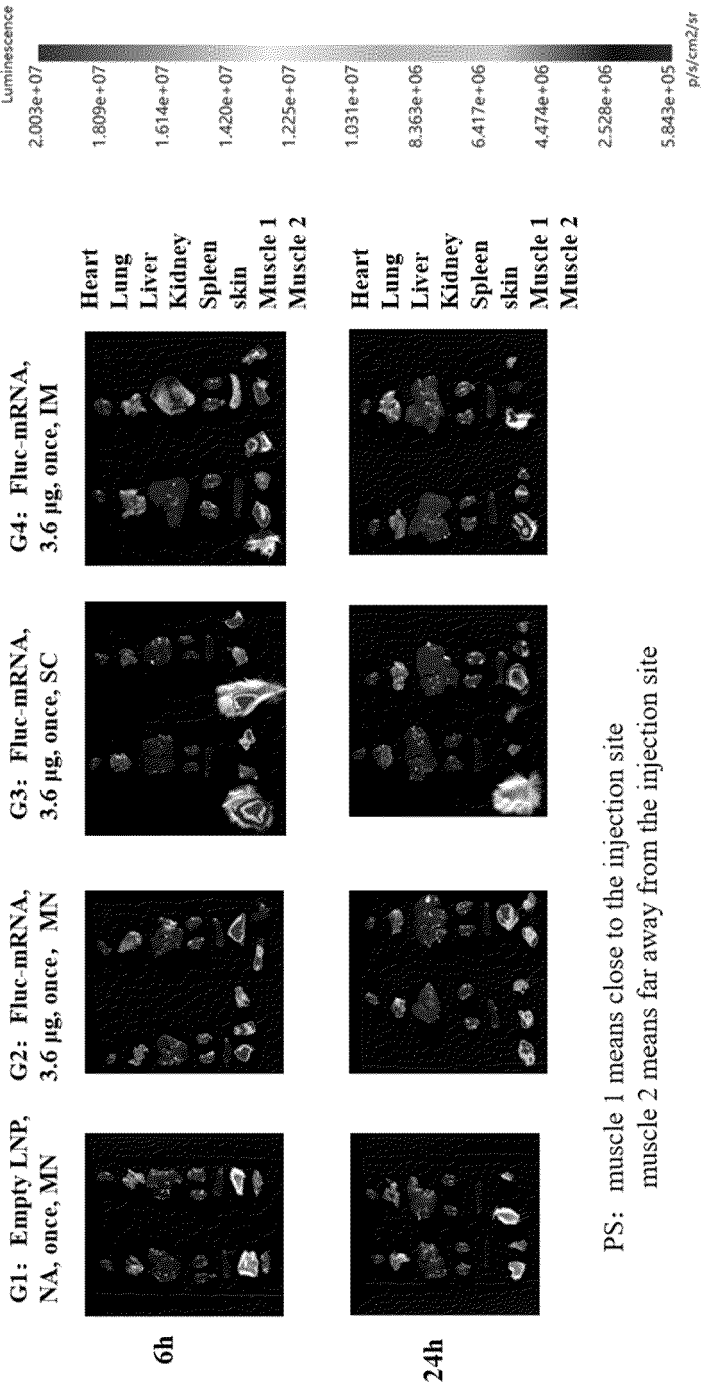 G1: Empty LNP,
NA, once, MN
G2: Fluc-mRNA,
3.6 μg, once, MN
G3: Fluc-mRNA,
3.6 μg, once, SC
G4: Fluc-mRNA,
3.6 μg, once, IM
6h
Heart
Lung
Liver
Kidney
Spleen
skin
Muscle 1
Muscle 2
24h
Heart
Lung
Liver
Kidney
Spleen
skin
Muscle 1
Muscle 2
Luminescence
2.003e+07
1.809e+07
1.614e+07
1.420e+07
1.225e+07
1.031e+07
8.363e+06
6.417e+06
4.474e+06
2.528e+06
5.843e+05
p/s/cm2/sr
PS: muscle 1 means close to the injection site
muscle 2 means far away from the injection site